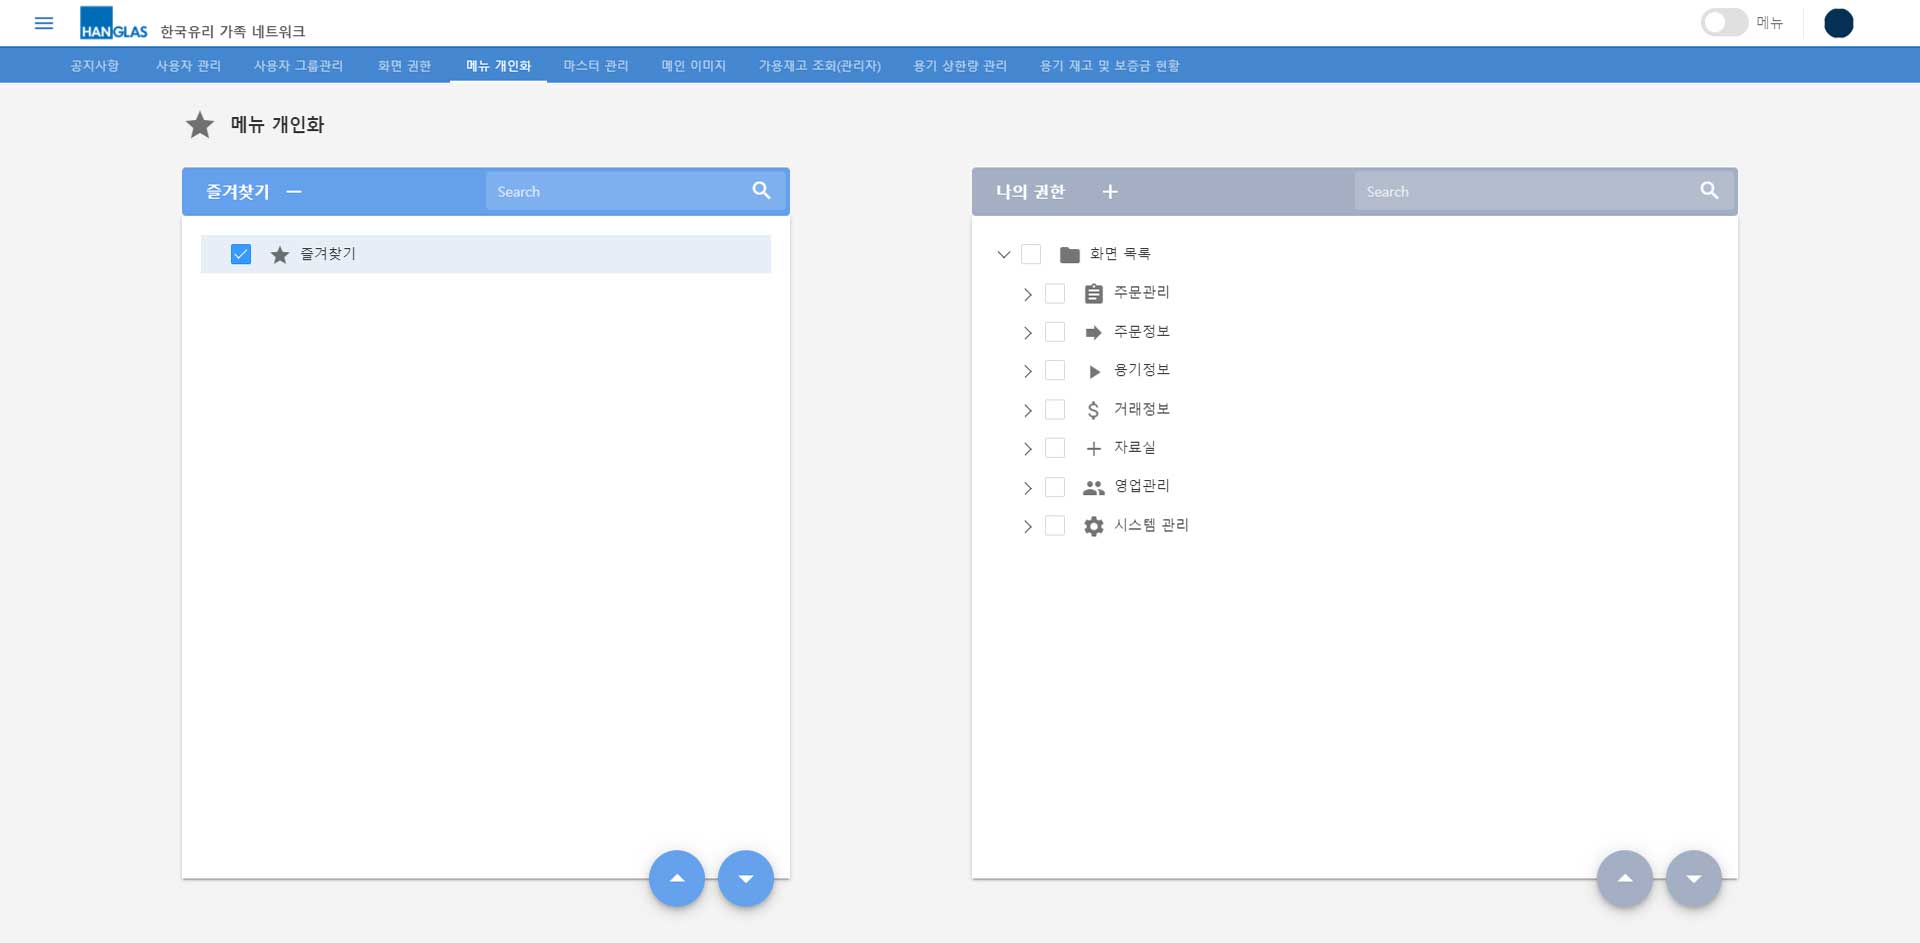 HANGLAS 한국유리 가족 네트워크 메뉴
공지사항 사용자 관리 사용자 그룹관리 화면 권한 메뉴 개인화 마스터 관리 메인 이미지 가용재고 조회(관리자) 용기 상한량 관리 용기 재고 및 보증금 현황
메뉴 개인화
즐겨찾기 Search
즐겨찾기
나의 권한 Search
화면 목록
주문관리
주문정보
용기정보
거래정보
자료실
영업관리
시스템 관리